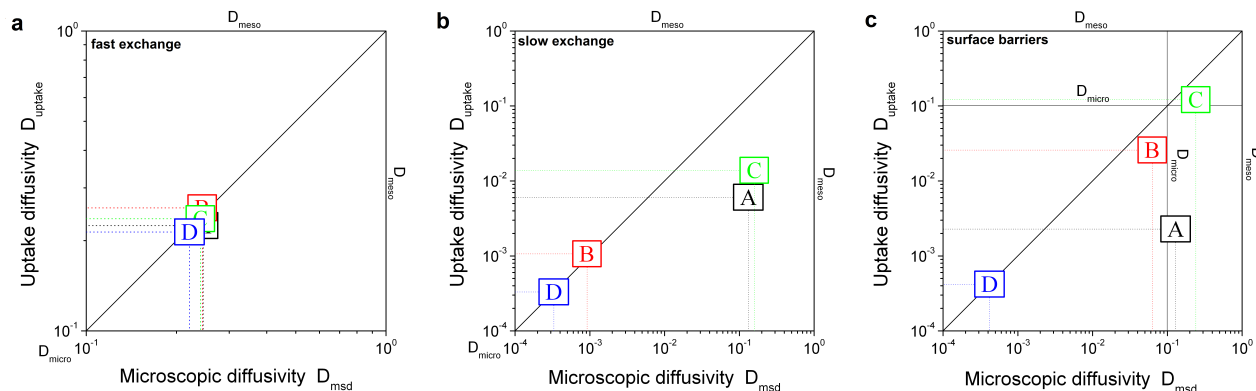 a
D_meso
fast exchange
10^0
Uptake diffusivity D_uptake
D_meso
B
C
D
10^-1
D_micro
10^-1
10^0
Microscopic diffusivity D_msd
b
D_meso
slow exchange
10^0
10^-1
10^-2
10^-3
10^-4
Uptake diffusivity D_uptake
D_meso
C
A
B
D
D_micro
10^-4
10^-3
10^-2
10^-1
10^0
Microscopic diffusivity D_msd
c
D_meso
surface barriers
10^0
10^-1
10^-2
10^-3
10^-4
Uptake diffusivity D_uptake
D_micro
C
B
D_micro
D_meso
A
D
10^-4
10^-3
10^-2
10^-1
10^0
Microscopic diffusivity D_msd